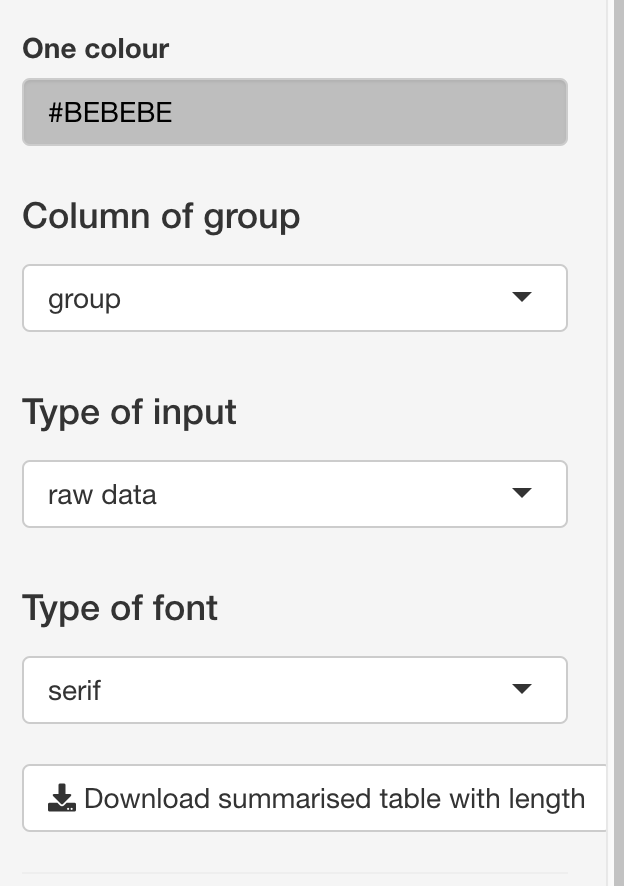 One colour
#BEBEBE
Column of group
group
Type of input
raw data
Type of font
serif
Download summarised table with length